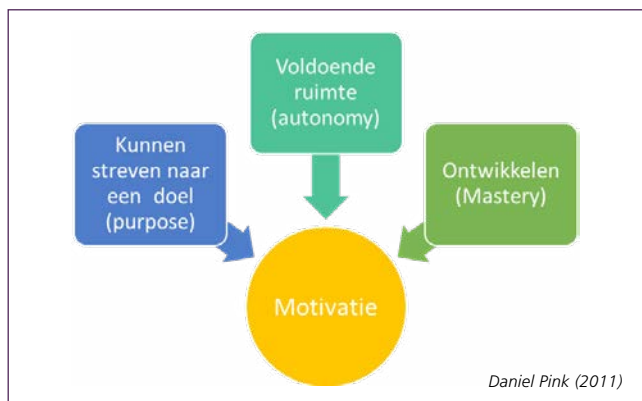 Voldoende
ruimte
(autonomy)
Kunnen
streven naar
een doel
(purpose)
Ontwikkelen
(Mastery)
Motivatie
Daniel Pink (2011)